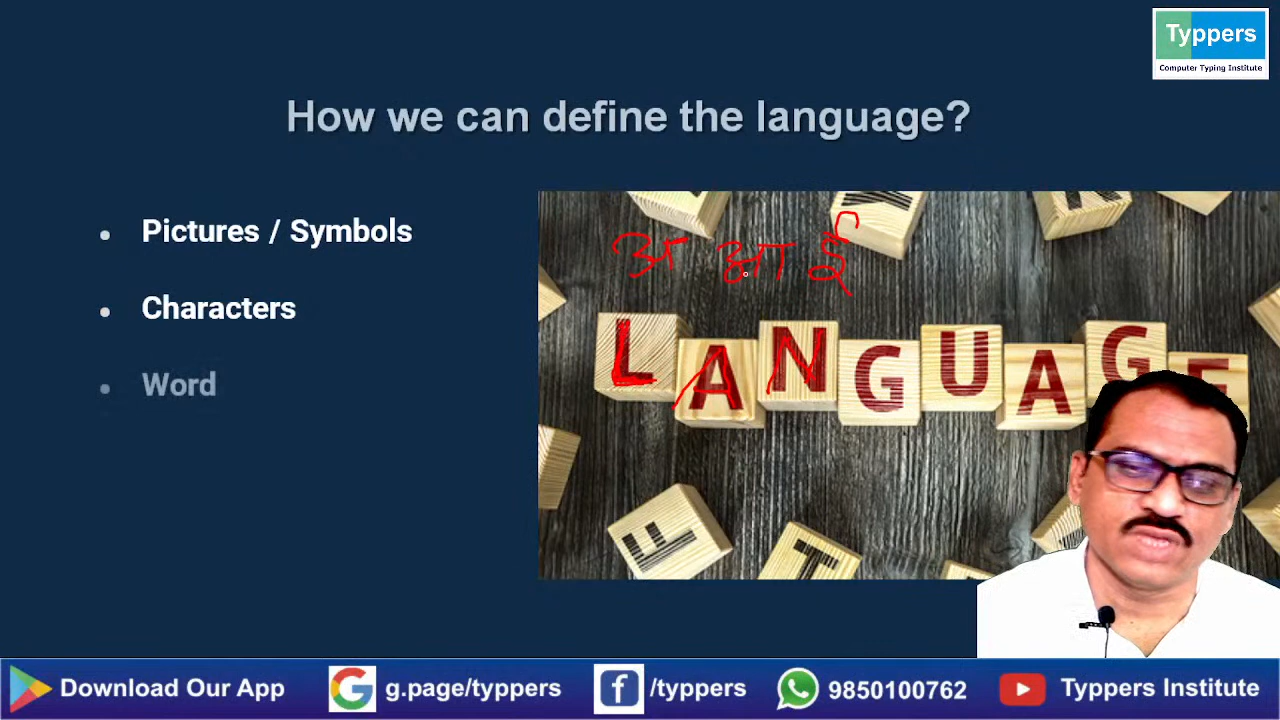 Typpers
Computer Typing Institute
How we can define the language?
Pictures / Symbols
Characters
Word
अ आ ई
LANGUAGE
E
T
Download Our App
g.page/typpers
/typpers
9850100762
Typpers Institute